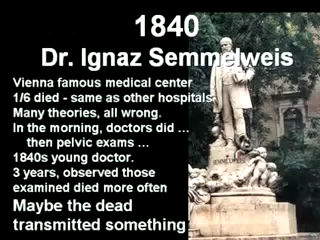 1840
Dr. Ignaz Semmelweis
Vienna famous medical center
1/6 died - same as other hospitals
Many theories, all wrong.
In the morning, doctors did ...
then pelvic exams ...
1840s young doctor.
3 years, observed those
examined died more often
Maybe the dead
transmitted something
SEMMELWEIS